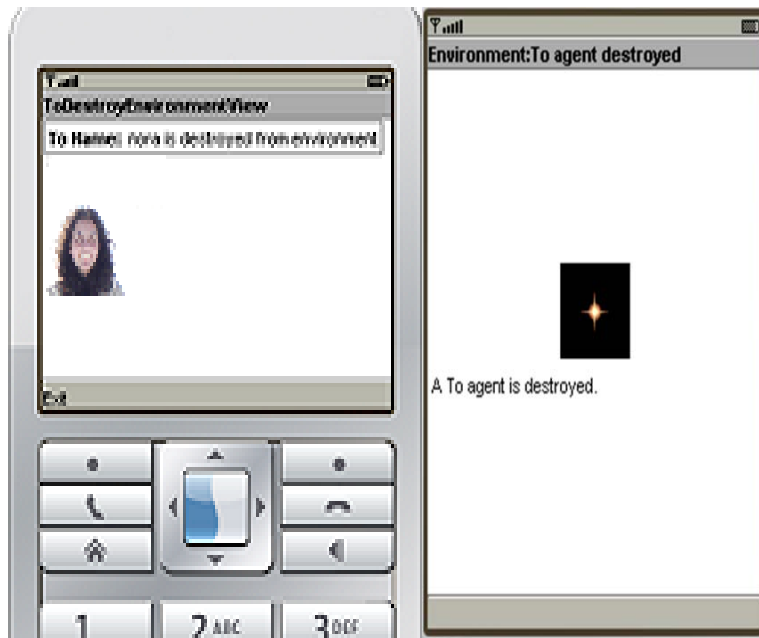 ToDestroyEnvironmentView
To Name: nora is destroyed from environment
Exit
1
2 ABC
3 DEF
Environment:To agent destroyed
A To agent is destroyed.